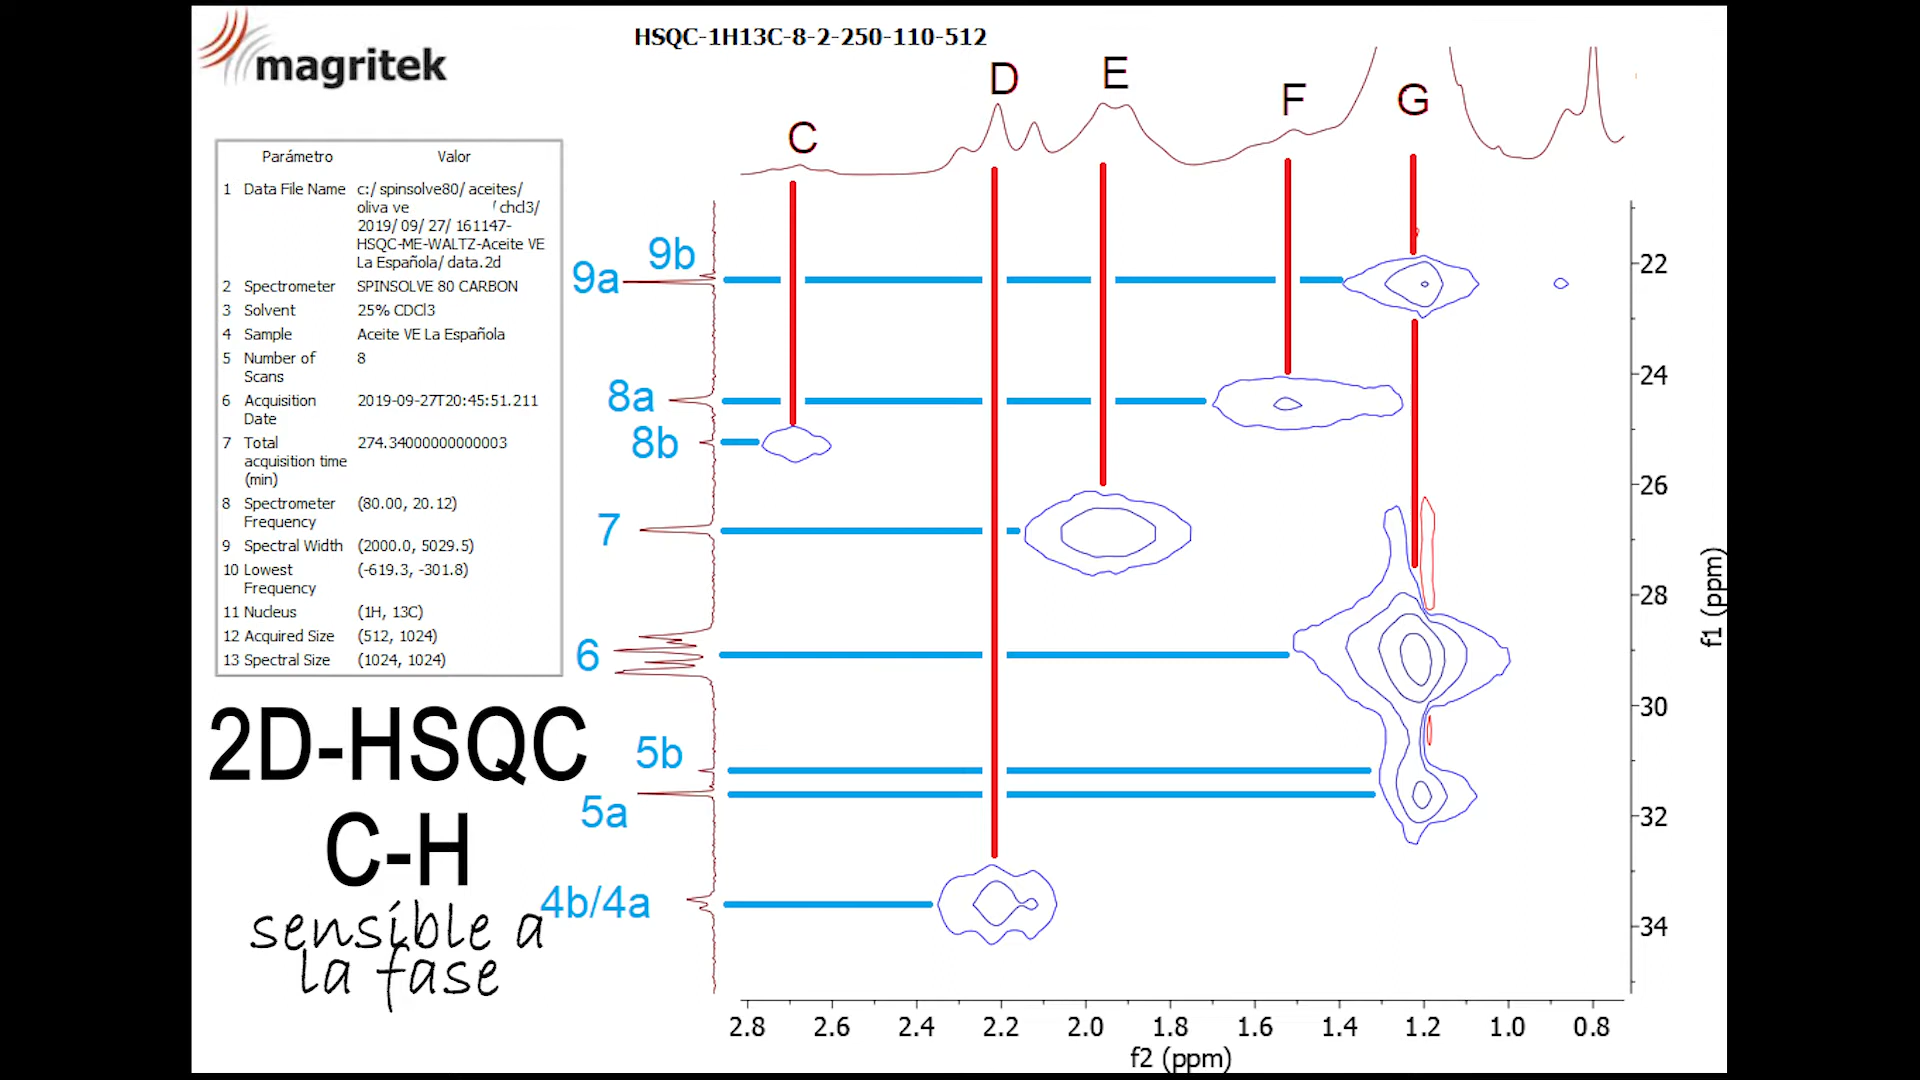 magritek
HSQC-1H13C-8-2-250-110-512
C
D
E
F
G
Parámetro Valor
1 Data File Name c:/ spinsolve80/ aceites/
oliva ve / chcl3/
2019/ 09/ 27/ 161147-
HSQC-ME-WALTZ-Aceite VE
La Española/ data.2d
2 Spectrometer SPINSOLVE 80 CARBON
3 Solvent 25% CDCl3
4 Sample Aceite VE La Española
5 Number of 8
Scans
6 Acquisition 2019-09-27T20:45:51.211
Date
7 Total 274.34000000000003
acquisition time
(min)
8 Spectrometer (80.00, 20.12)
Frequency
9 Spectral Width (2000.0, 5029.5)
10 Lowest (-619.3, -301.8)
Frequency
11 Nucleus (1H, 13C)
12 Acquired Size (512, 1024)
13 Spectral Size (1024, 1024)
2D-HSQC
C-H
sensible a
la fase
9b
9a
8a
8b
7
6
5b
5a
4b/4a
22
24
26
28
30
32
34
f1 (ppm)
2.8 2.6 2.4 2.2 2.0 1.8 1.6 1.4 1.2 1.0 0.8
f2 (ppm)